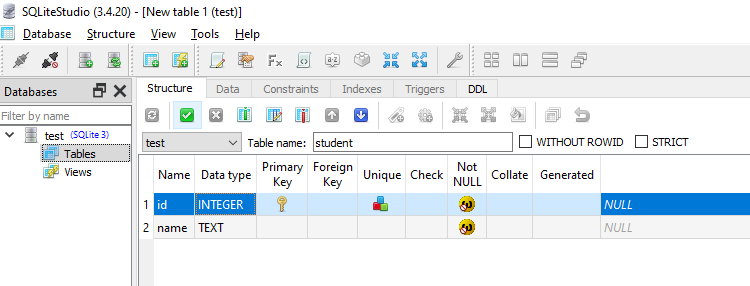 SQLiteStudio (3.4.20) - [New table 1 (test)]
Database Structure View Tools Help
Databases
Filter by name
test (SQLite 3)
Tables
Views
Structure Data Constraints Indexes Triggers DDL
test Table name: student WITHOUT ROWID STRICT
Name Data type Primary Key Foreign Key Unique Check Not NULL Collate Generated
1 id INTEGER NULL
2 name TEXT NULL